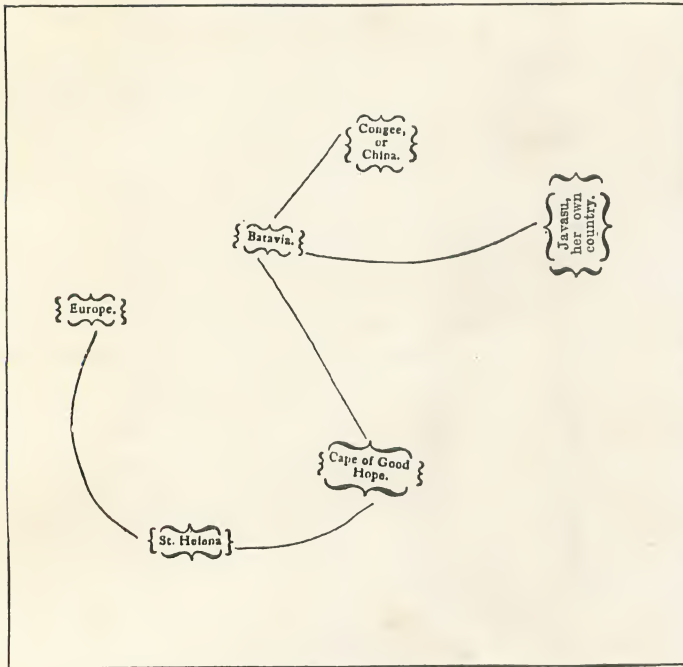 Congee,
or
China.
Javasu,
her own
country.
Batavia.
Europe.
Cape of Good
Hope.
St. Helena